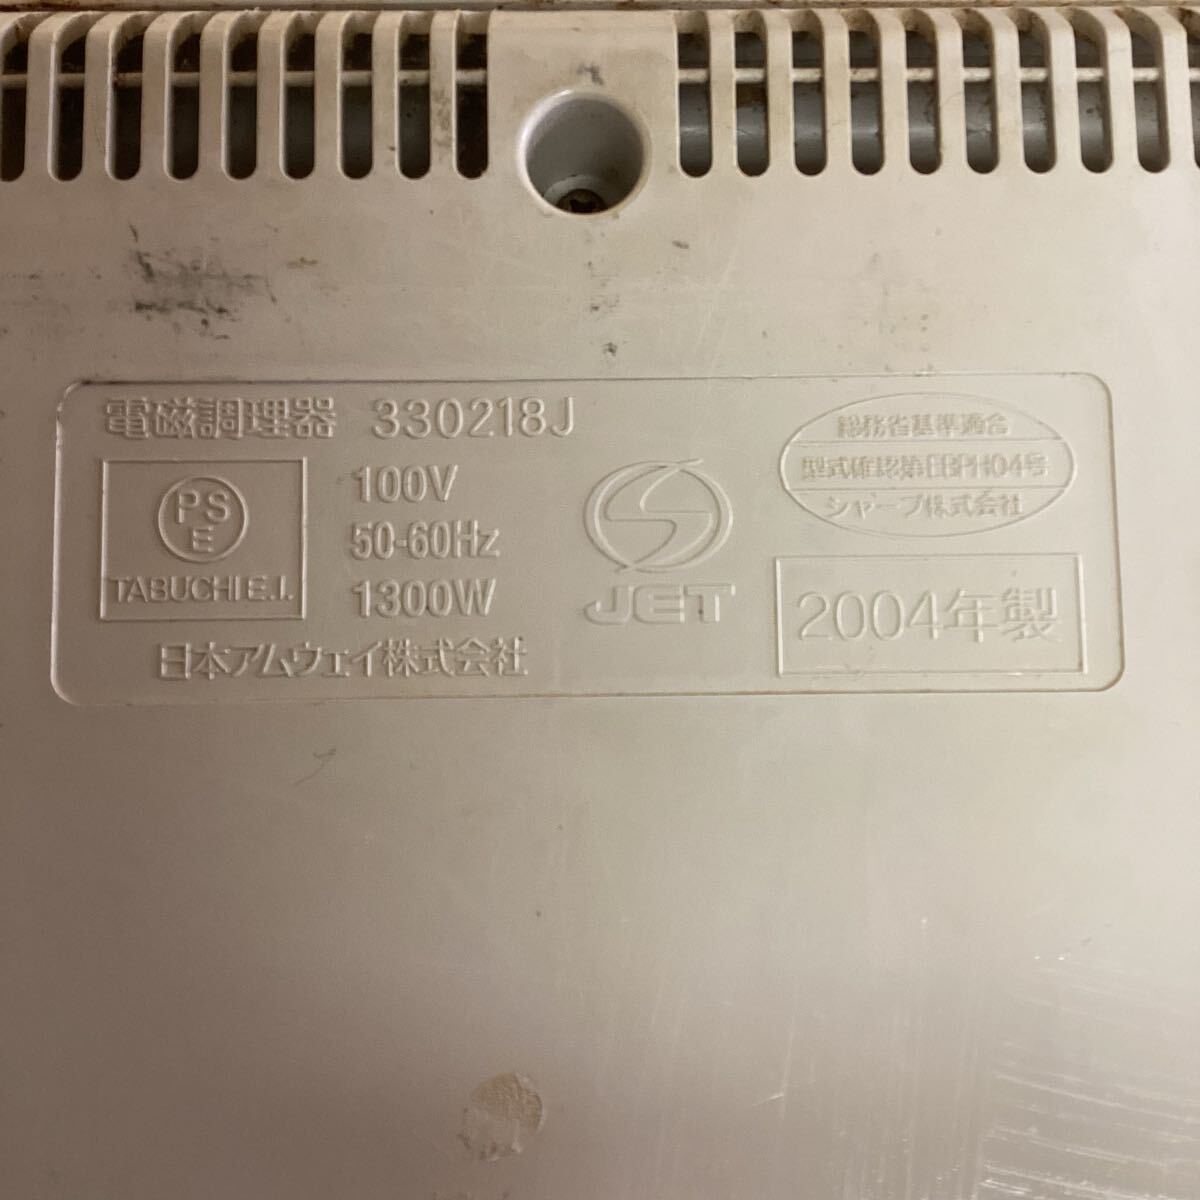 電磁調理器 330218J
PS
E
TABUCHI E.I.
100V
50-60Hz
1300W
日本アムウェイ株式会社
S
JET
総務省基準適合
型式確認第EBPH04号
シャープ株式会社
2004年製